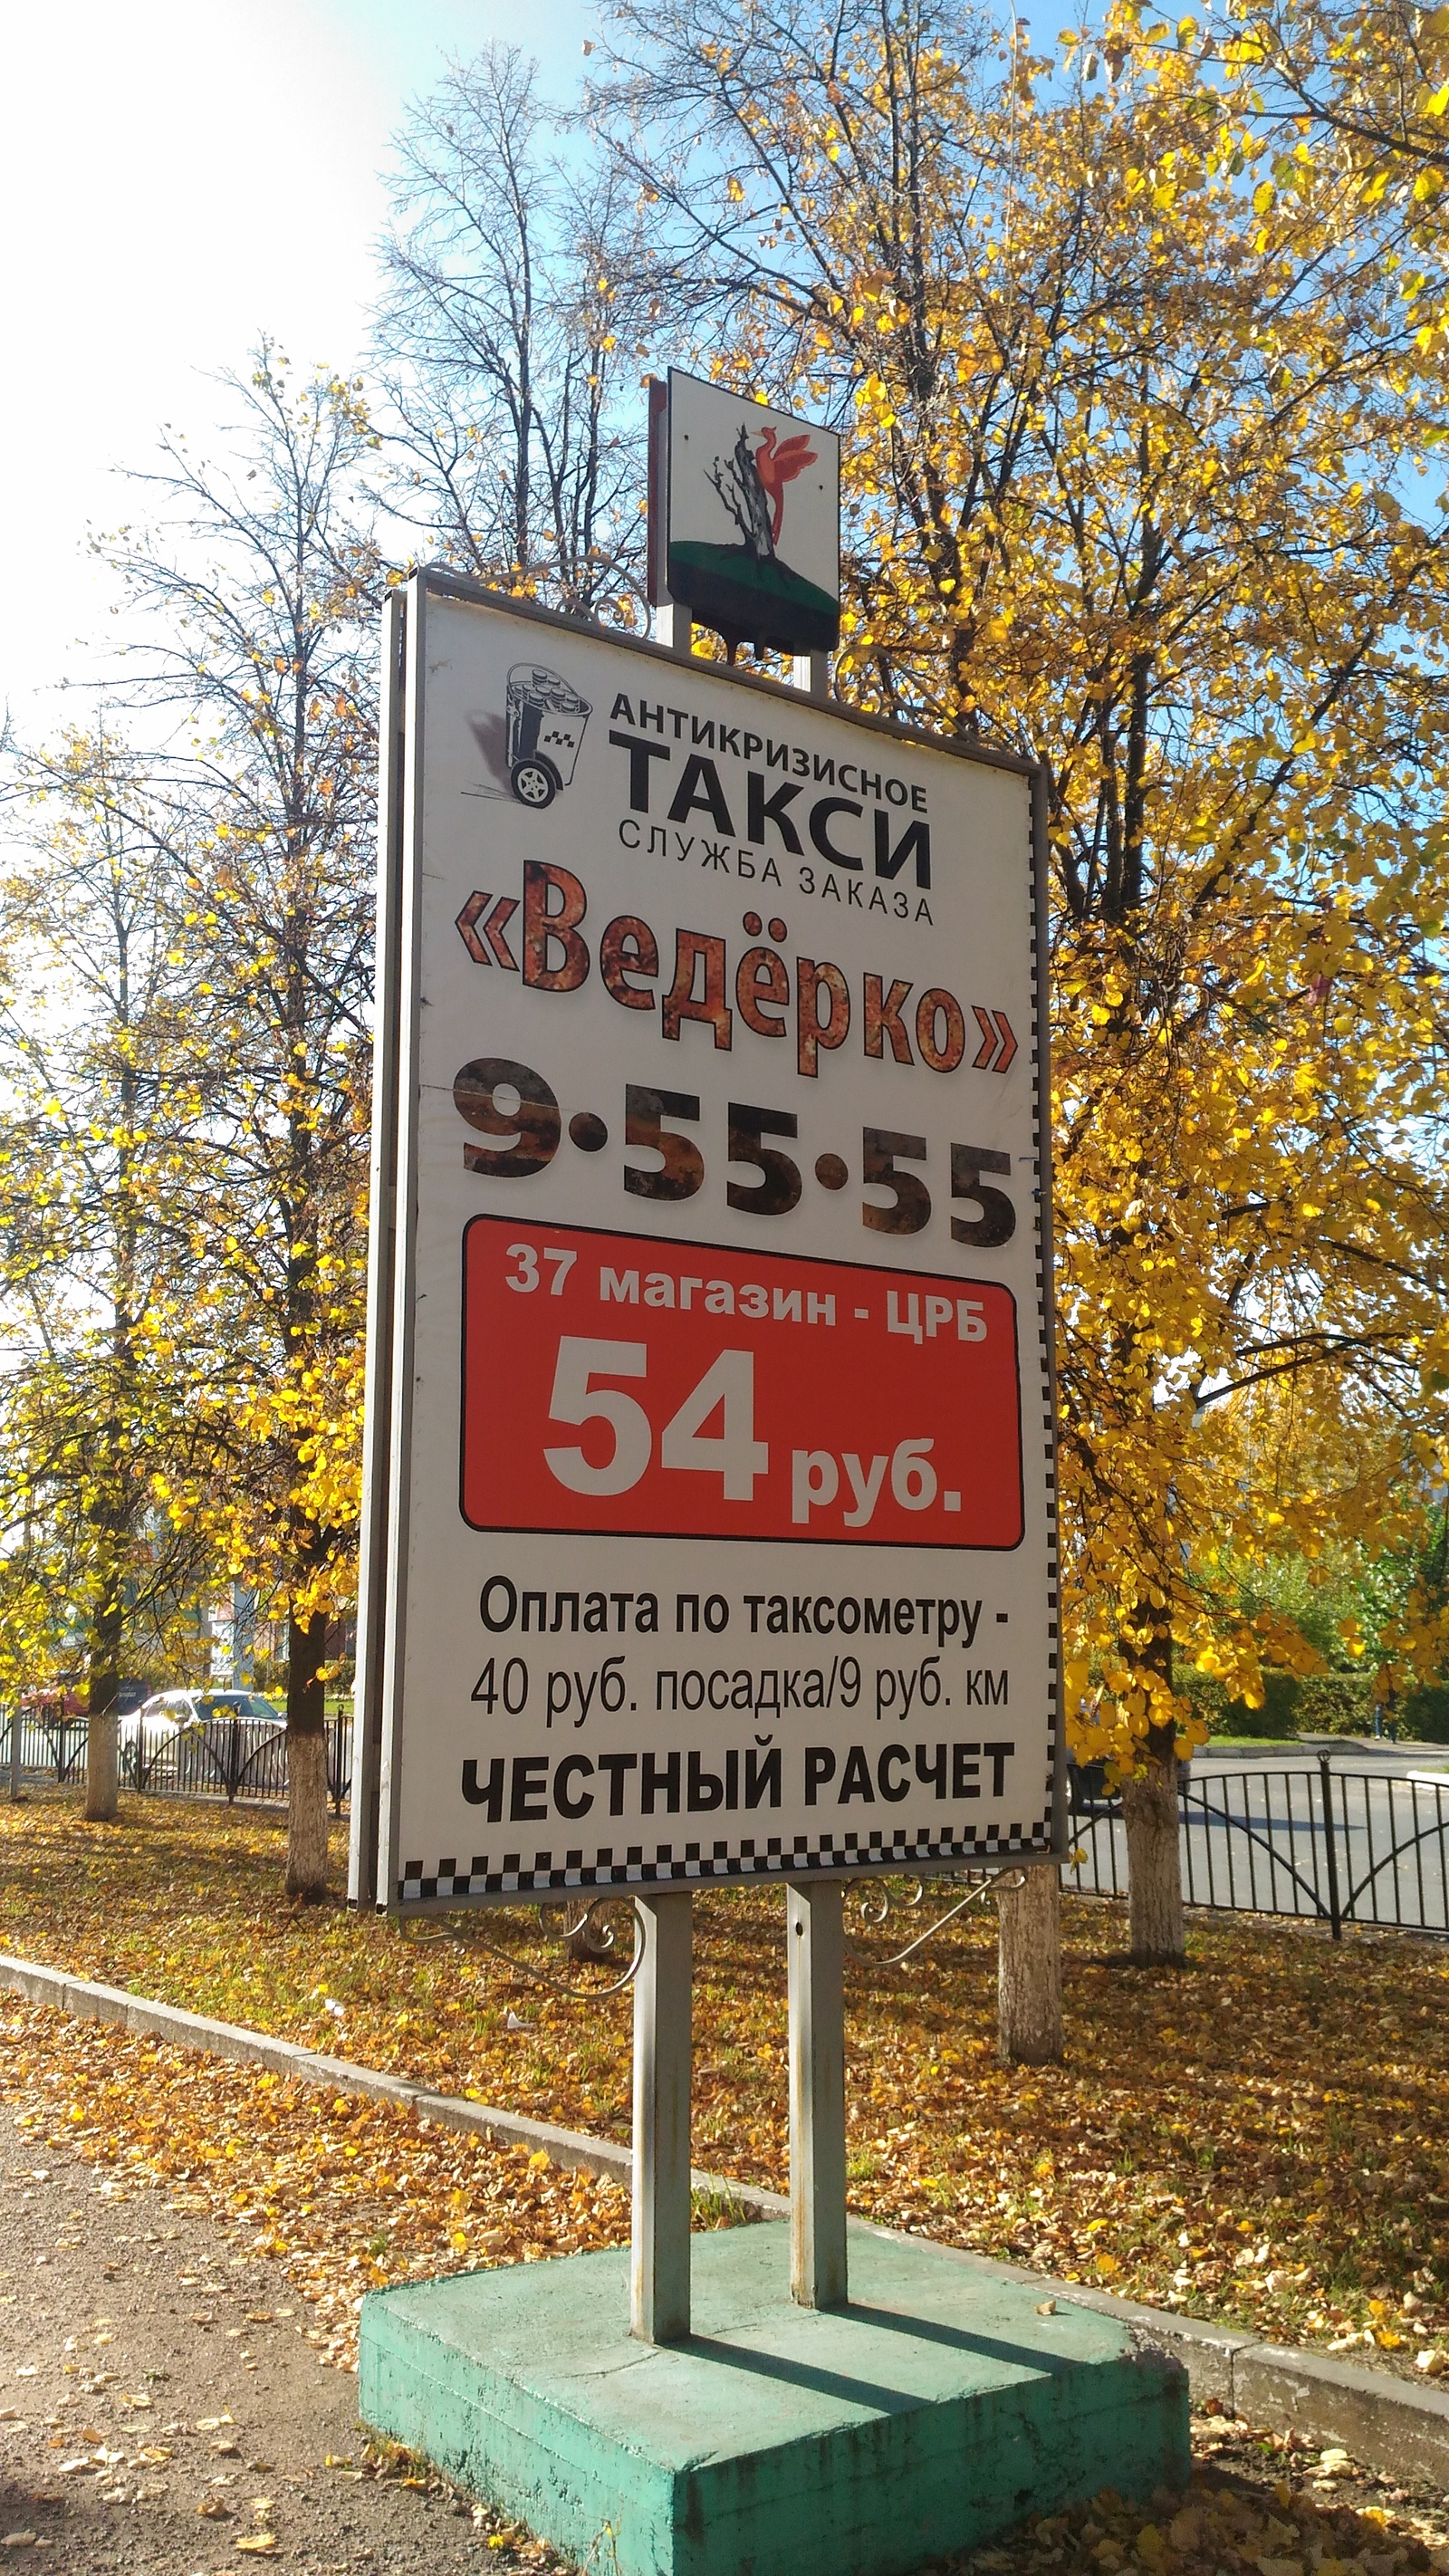 АНТИКРИЗИСНОЕ
ТАКСИ
СЛУЖБА ЗАКАЗА
«Ведёрко»
9•55•55
37 магазин - ЦРБ
54 руб.
Оплата по таксометру -
40 руб. посадка/9 руб. км
ЧЕСТНЫЙ РАСЧЕТ